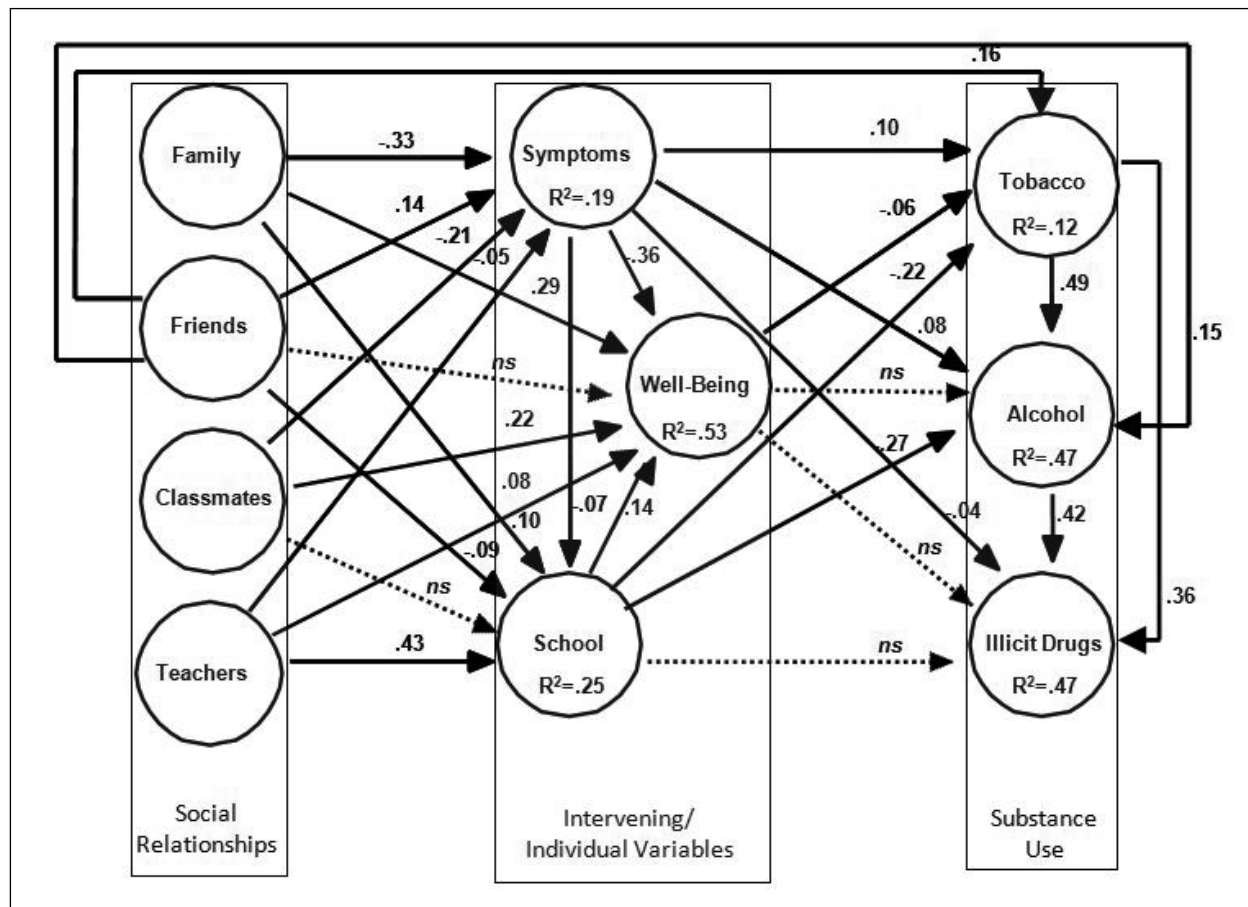 .16
Family
-.33
Symptoms
R²=.19
.10
Tobacco
R²=.12
.14
-.21
-.05
.29
-.36
-.06
-.22
.49
Friends
ns
.08
.15
Well-Being
R²=.53
ns
Alcohol
R²=.47
Classmates
.22
.08
.10
-.09
-.07
.14
-.27
-.04
.42
ns
ns
.36
Teachers
.43
School
R²=.25
ns
Illicit Drugs
R²=.47
Social
Relationships
Intervening/
Individual Variables
Substance
Use